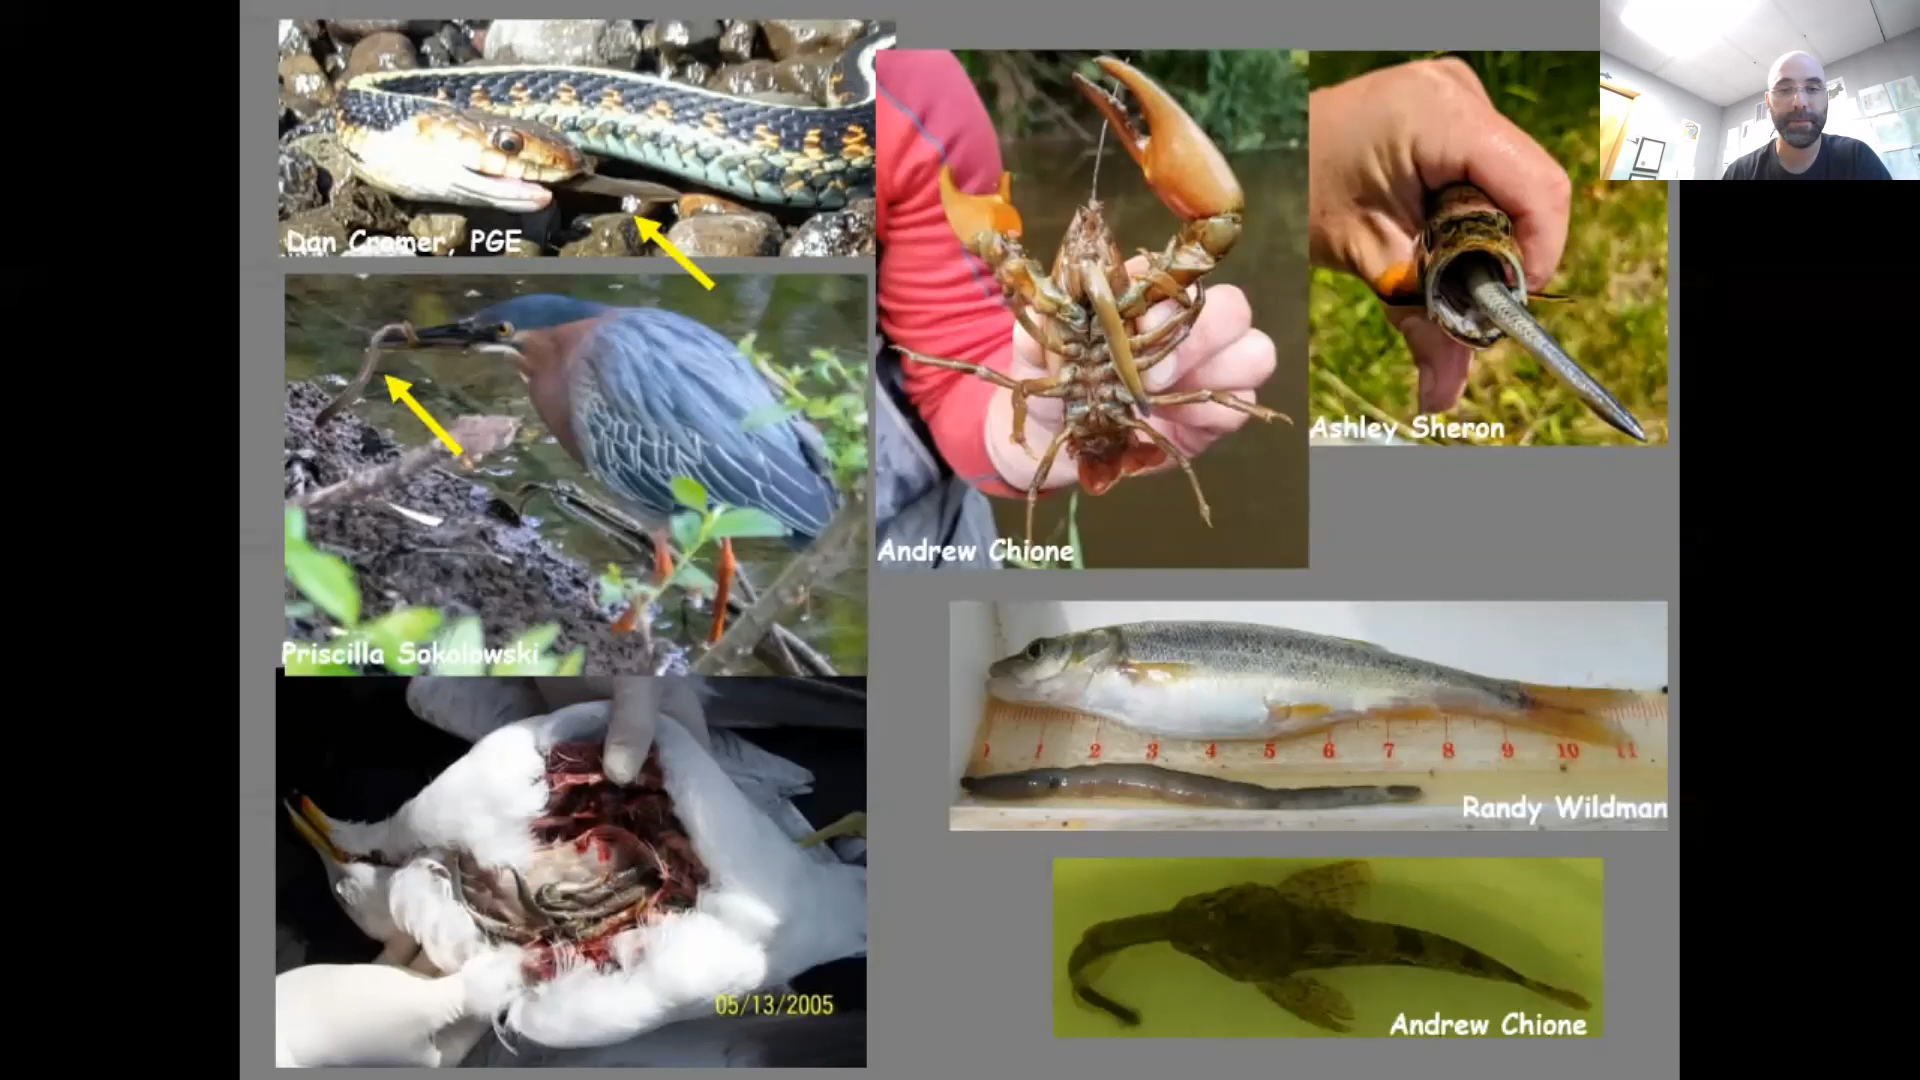 Dan Cramer, PGE
Priscilla Sokolowski
05/13/2005
Andrew Chione
Ashley Sheron
1 2 3 4 5 6 7 8 9 10 11
Randy Wildman
Andrew Chione